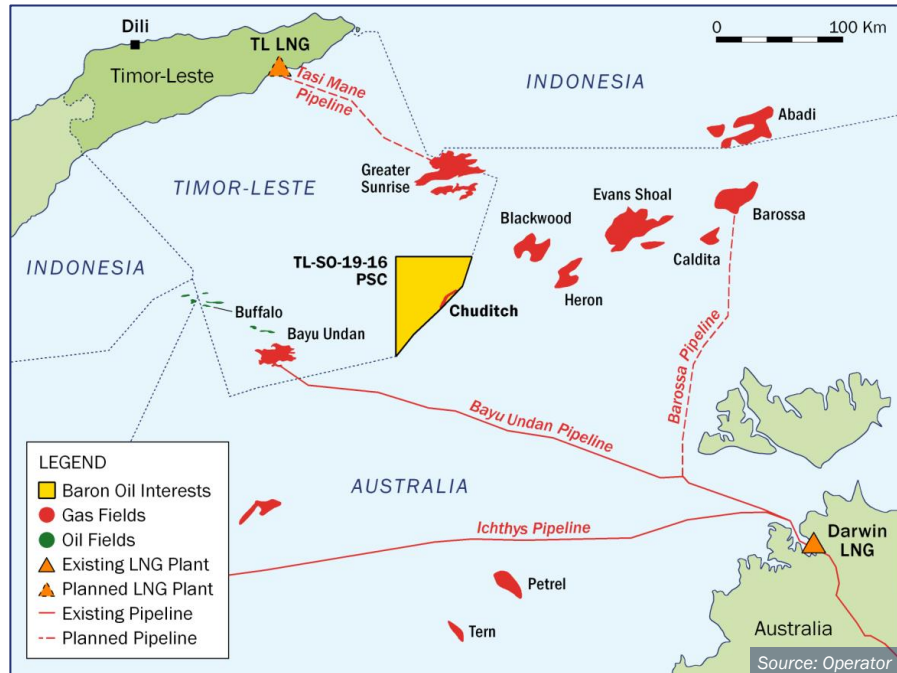 Dili
TL LNG
Timor-Leste
Tasi Mane
Pipeline
0
100 Km
INDONESIA
Abadi
Greater
Sunrise
TIMOR-LESTE
Evans Shoal
Blackwood
Barossa
Caldita
Heron
TL-SO-19-16
PSC
Chuditch
INDONESIA
Buffalo
Bayu Undan
Barossa Pipeline
Bayu Undan Pipeline
LEGEND
Baron Oil Interests
Gas Fields
Oil Fields
Existing LNG Plant
Planned LNG Plant
Existing Pipeline
Planned Pipeline
AUSTRALIA
Ichthys Pipeline
Darwin
LNG
Petrel
Tern
Australia
Source: Operator